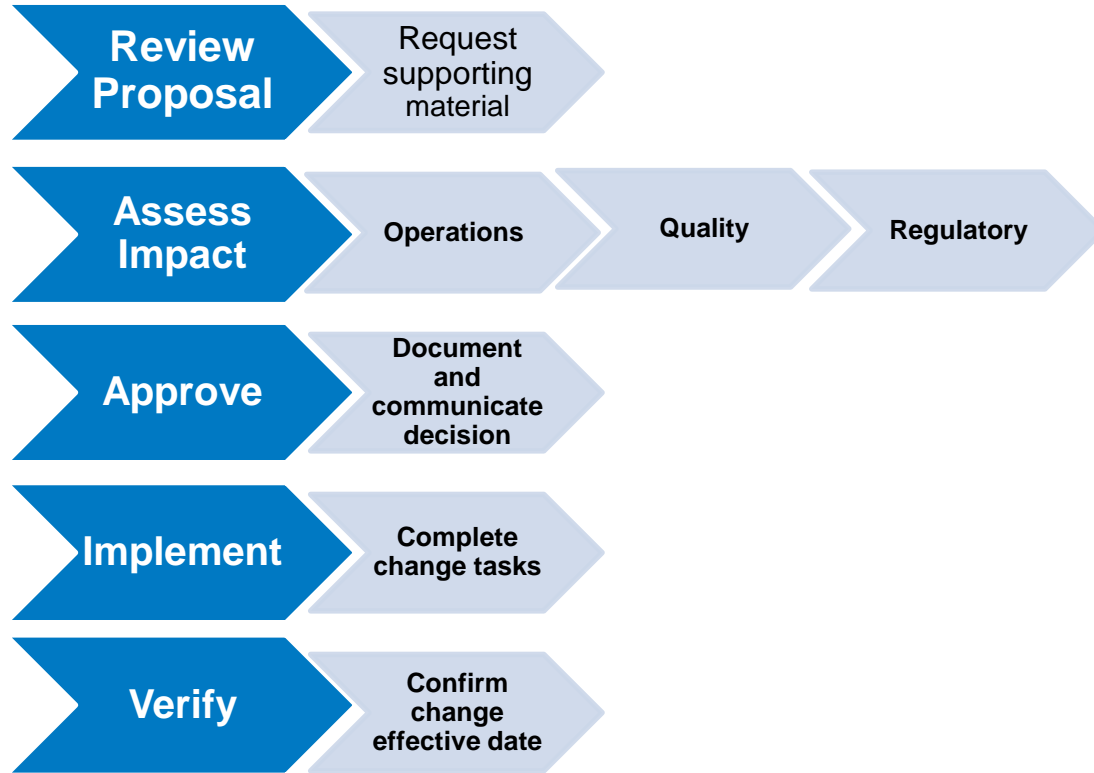 Review
Proposal
Request
supporting
material
Assess
Impact
Operations
Quality
Regulatory
Approve
Document
and
communicate
decision
Implement
Complete
change tasks
Verify
Confirm
change
effective date